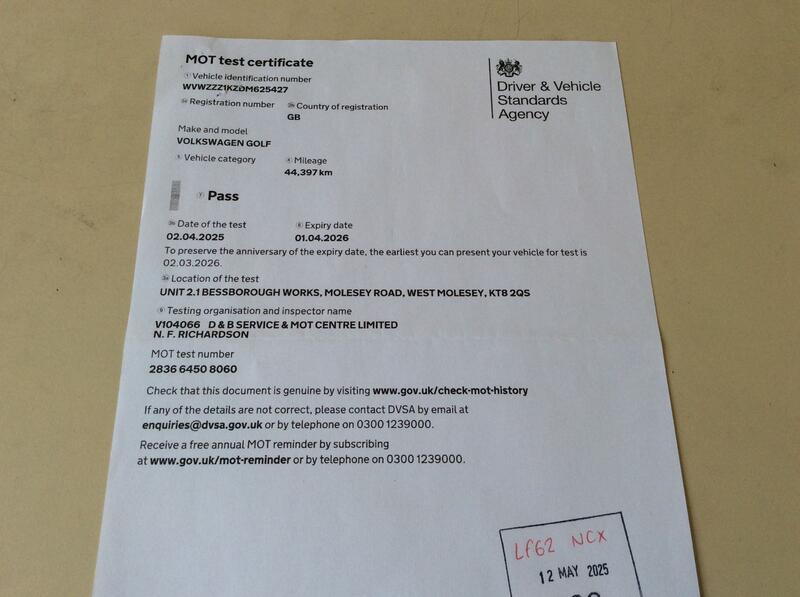 MOT test certificate
Driver & Vehicle
Standards
Agency
Vehicle identification number
WVWZZZ1KZDM625427
Registration number
Country of registration
GB
Make and model
VOLKSWAGEN GOLF
Vehicle category
Mileage
44,397 km
Pass
Date of the test
Expiry date
02.04.2025
01.04.2026
To preserve the anniversary of the expiry date, the earliest you can present your vehicle for test is
02.03.2026.
Location of the test
UNIT 2.1 BESSBOROUGH WORKS, MOLESEY ROAD, WEST MOLESEY, KT8 2QS
Testing organisation and inspector name
V104066 D & B SERVICE & MOT CENTRE LIMITED
N. F. RICHARDSON
MOT test number
2836 6450 8060
Check that this document is genuine by visiting www.gov.uk/check-mot-history
If any of the details are not correct, please contact DVSA by email at
enquiries@dvsa.gov.uk or by telephone on 0300 1239000.
Receive a free annual MOT reminder by subscribing
at www.gov.uk/mot-reminder or by telephone on 0300 1239000.
LF62 NCX
12 MAY 2025